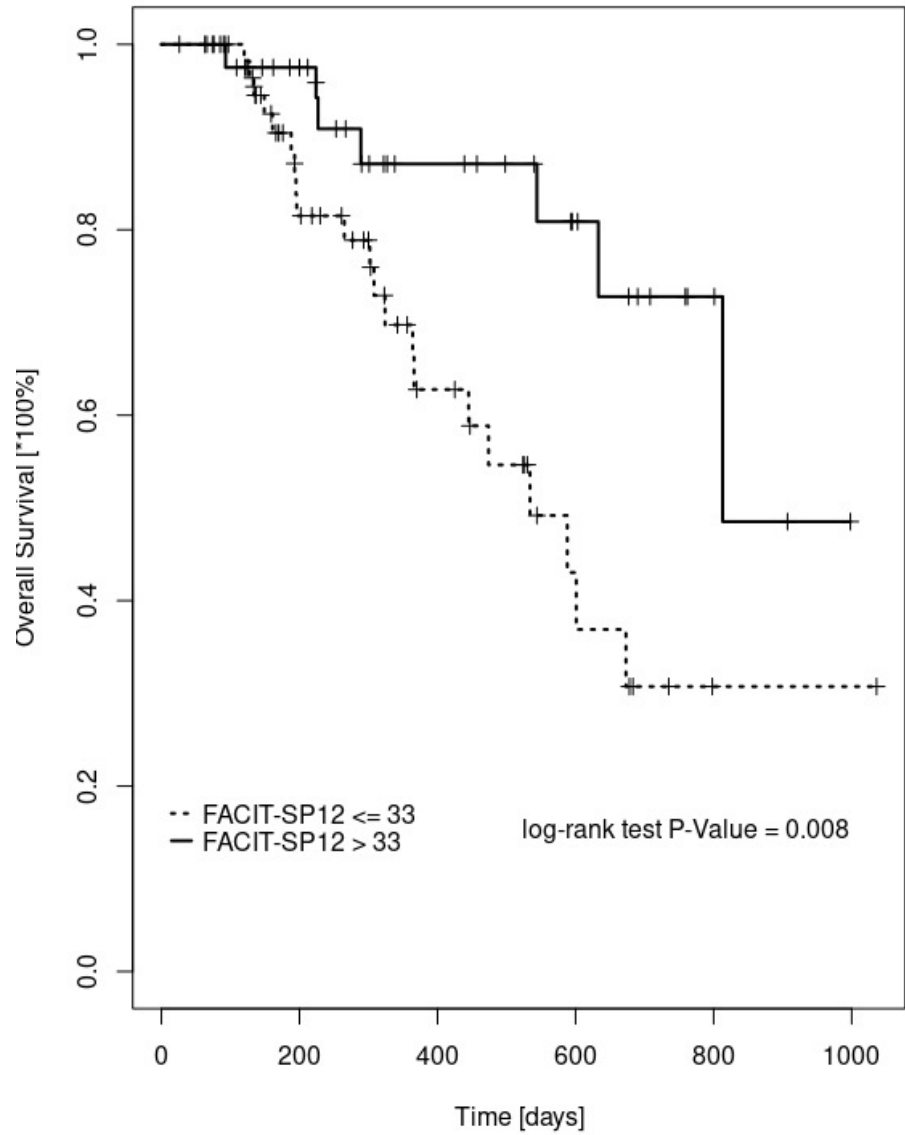 Overall Survival [*100%]
1.0
0.8
0.6
0.4
0.2
0.0
FACIT-SP12 <= 33
FACIT-SP12 > 33
log-rank test P-Value = 0.008
0 200 400 600 800 1000
Time [days]